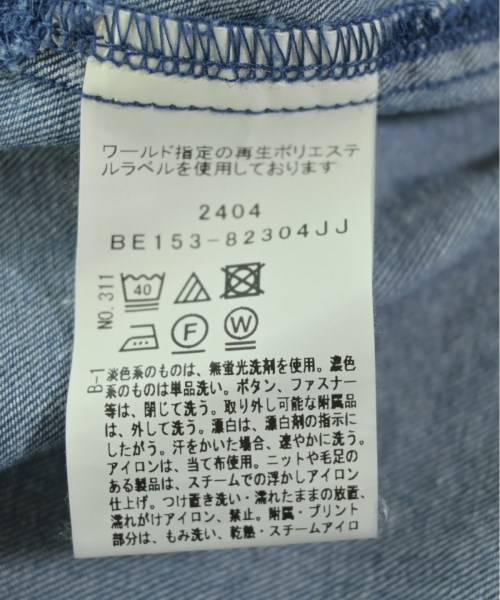 ワールド指定の再生ポリエステ
ルラベルを使用しております
2404
BE153-82304JJ
NO.311
40
F W
B-1
淡色系のものは、無蛍光洗剤を使用。濃色
系のものは単品洗い。ボタン、ファスナー
等は、閉じて洗う。取り外し可能な附属品
は、外して洗う。漂白は、漂白剤の指示に
したがう。汗をかいた場合、速やかに洗う。
アイロンは、当て布使用。ニットや毛足の
ある製品は、スチームでの浮かしアイロン
仕上げ。つけ置き洗い・濡れたままの放置、
濡れがけアイロン、禁止。附属・プリント
部分は、もみ洗い、乾熱・スチームアイロ